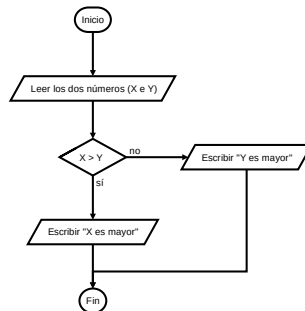 Inicio
Leer los dos números (X e Y)
X > Y
no
Escribir "Y es mayor"
sí
Escribir "X es mayor"
Fin